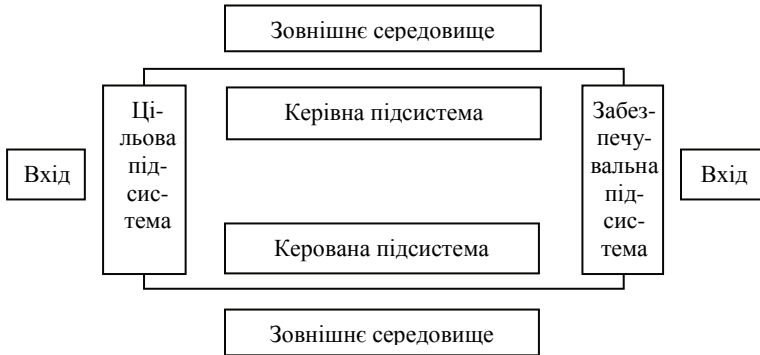 Зовнішнє середовище
Керівна підсистема
Ці-
льова
під-
сис-
тема
Забез-
печу-
вальна
під-
сис-
тема
Вхід
Вхід
Керована підсистема
Зовнішнє середовище